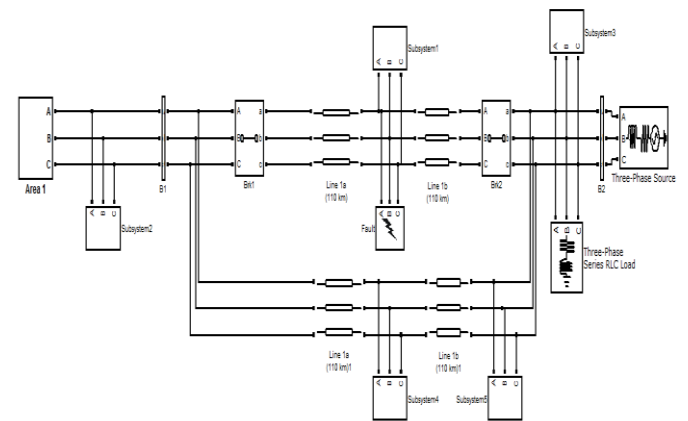 Subsystem3
A B C
Subsystem1
A B C
A
B
C
Area 1
A B C
Subsystem2
B1
A a
B b
C c
Brk1
Line 1a
(110 km)
Line 1b
(110 km)
Fault
A B C
A a
B b
C c
Brk2
B2
A
B
C
Three-Phase Source
A B C
Three-Phase
Series RLC Load
Line 1a
(110 km)1
Line 1b
(110 km)1
A B C
Subsystem4
A B C
Subsystem5